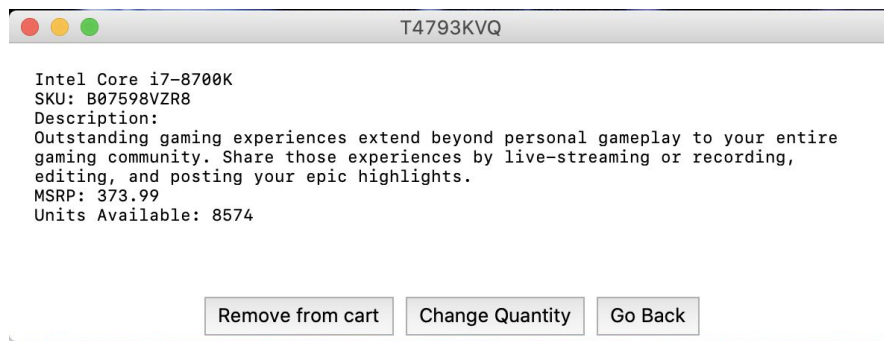 T4793KVQ
Intel Core i7-8700K
SKU: B07598VZR8
Description:
Outstanding gaming experiences extend beyond personal gameplay to your entire
gaming community. Share those experiences by live-streaming or recording,
editing, and posting your epic highlights.
MSRP: 373.99
Units Available: 8574
Remove from cart Change Quantity Go Back